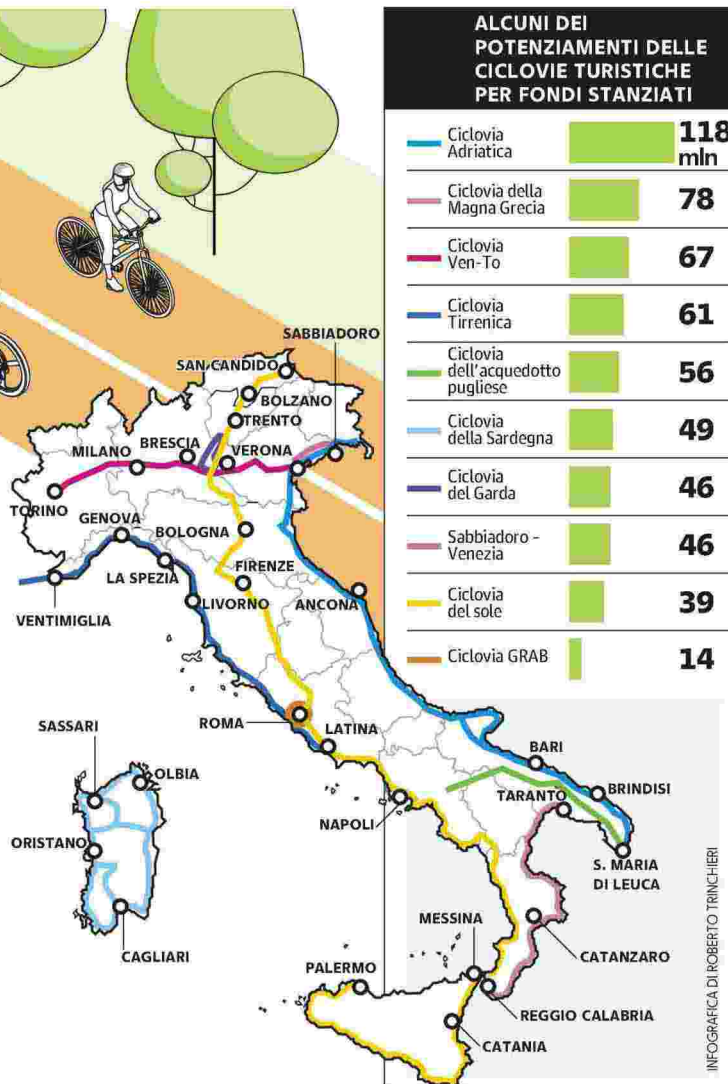 ALCUNI DEI
POTENZIAMENTI DELLE
CICLOVIE TURISTICHE
PER FONDI STANZIATI
Ciclovia
Adriatica
118
mln
Ciclovia della
Magna Grecia
78
Ciclovia
Ven-To
67
Ciclovia
Tirrenica
61
Ciclovia
dell'acquedotto
pugliese
56
Ciclovia
della Sardegna
49
Ciclovia
del Garda
46
Sabbiadoro -
Venezia
46
Ciclovia
del sole
39
Ciclovia GRAB
14
SABBIADORO
SAN CANDIDO
BOLZANO
TRENTO
BRESCIA
VERONA
MILANO
TORINO
GENOVA
BOLOGNA
FIRENZE
LA SPEZIA
LIVORNO
ANCONA
VENTIMIGLIA
ROMA
LATINA
SASSARI
OLBIA
BARI
BRINDISI
TARANTO
NAPOLI
ORISTANO
S. MARIA
DI LEUCA
MESSINA
CAGLIARI
CATANZARO
PALERMO
REGGIO CALABRIA
CATANIA
INFOGRAFICA DI ROBERTO TRINCHIERI